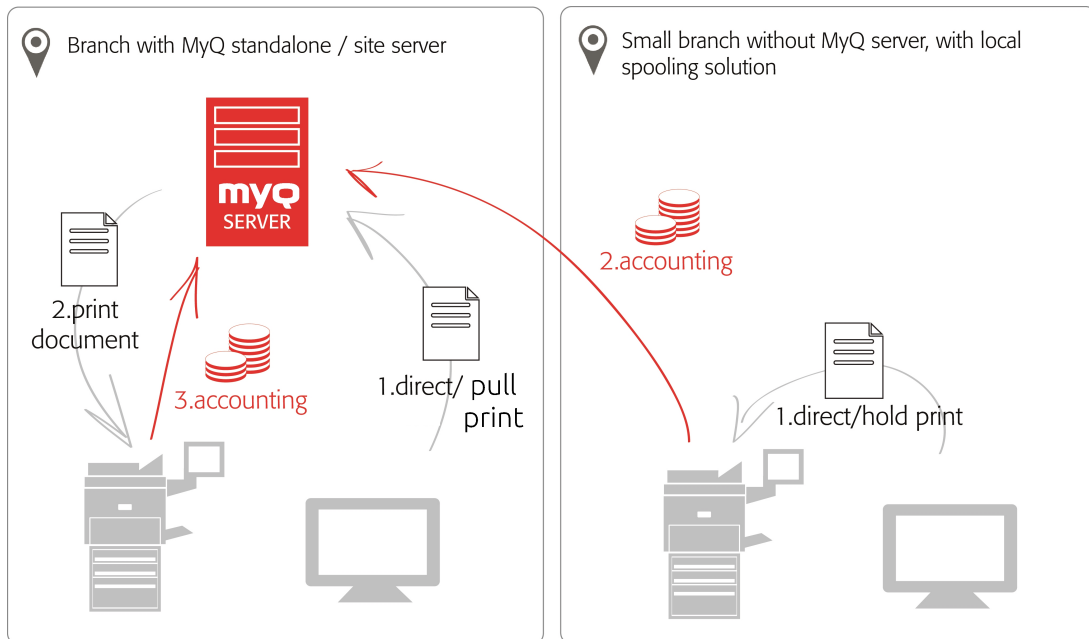 Branch with MyQ standalone / site server
myQ
SERVER
2.print
document
3.accounting
1.direct/ pull
print
Small branch without MyQ server, with local
spooling solution
2.accounting
1.direct/hold print